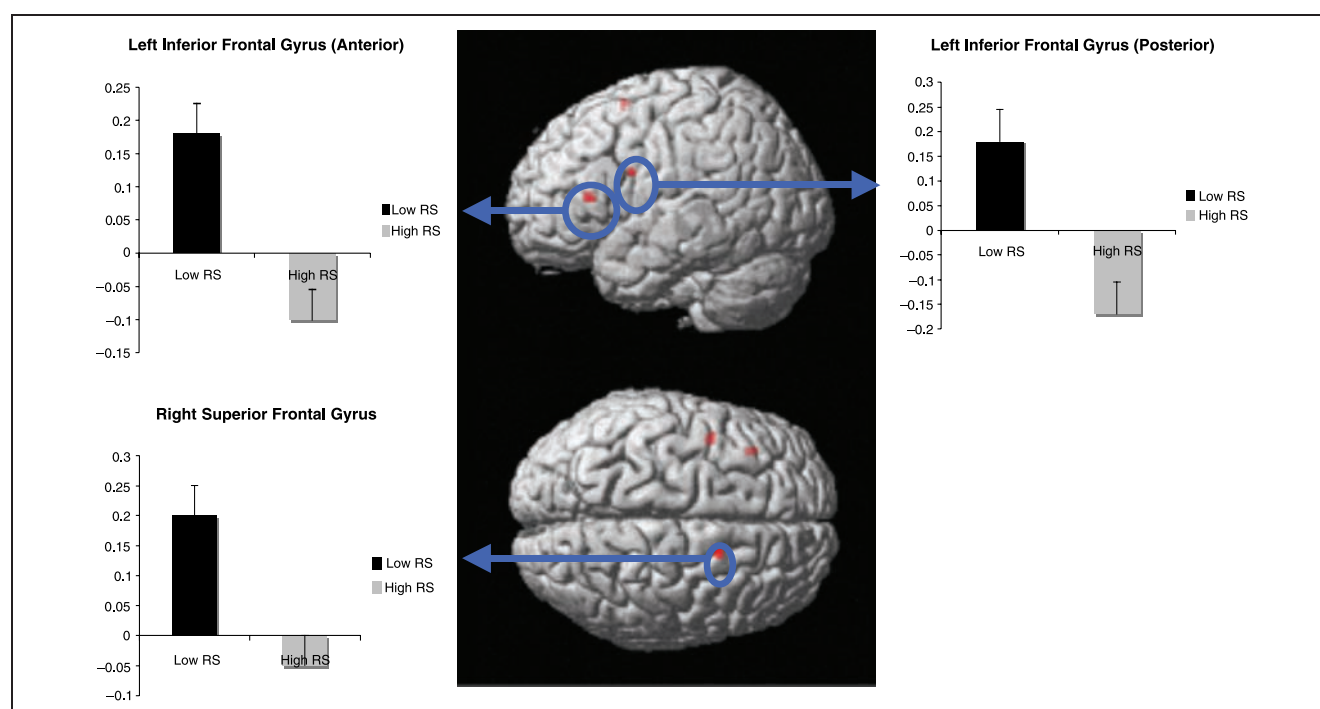 Left Inferior Frontal Gyrus (Anterior)
0.25
0.2
0.15
0.1
0.05
0
−0.05
−0.1
−0.15
Low RS
High RS
Low RS
High RS
Left Inferior Frontal Gyrus (Posterior)
0.3
0.25
0.2
0.15
0.1
0.05
0
−0.05
−0.1
−0.15
−0.2
Low RS
High RS
Low RS
High RS
Right Superior Frontal Gyrus
0.3
0.25
0.2
0.15
0.1
0.05
0
−0.05
−0.1
Low RS
High RS
Low RS
High RS